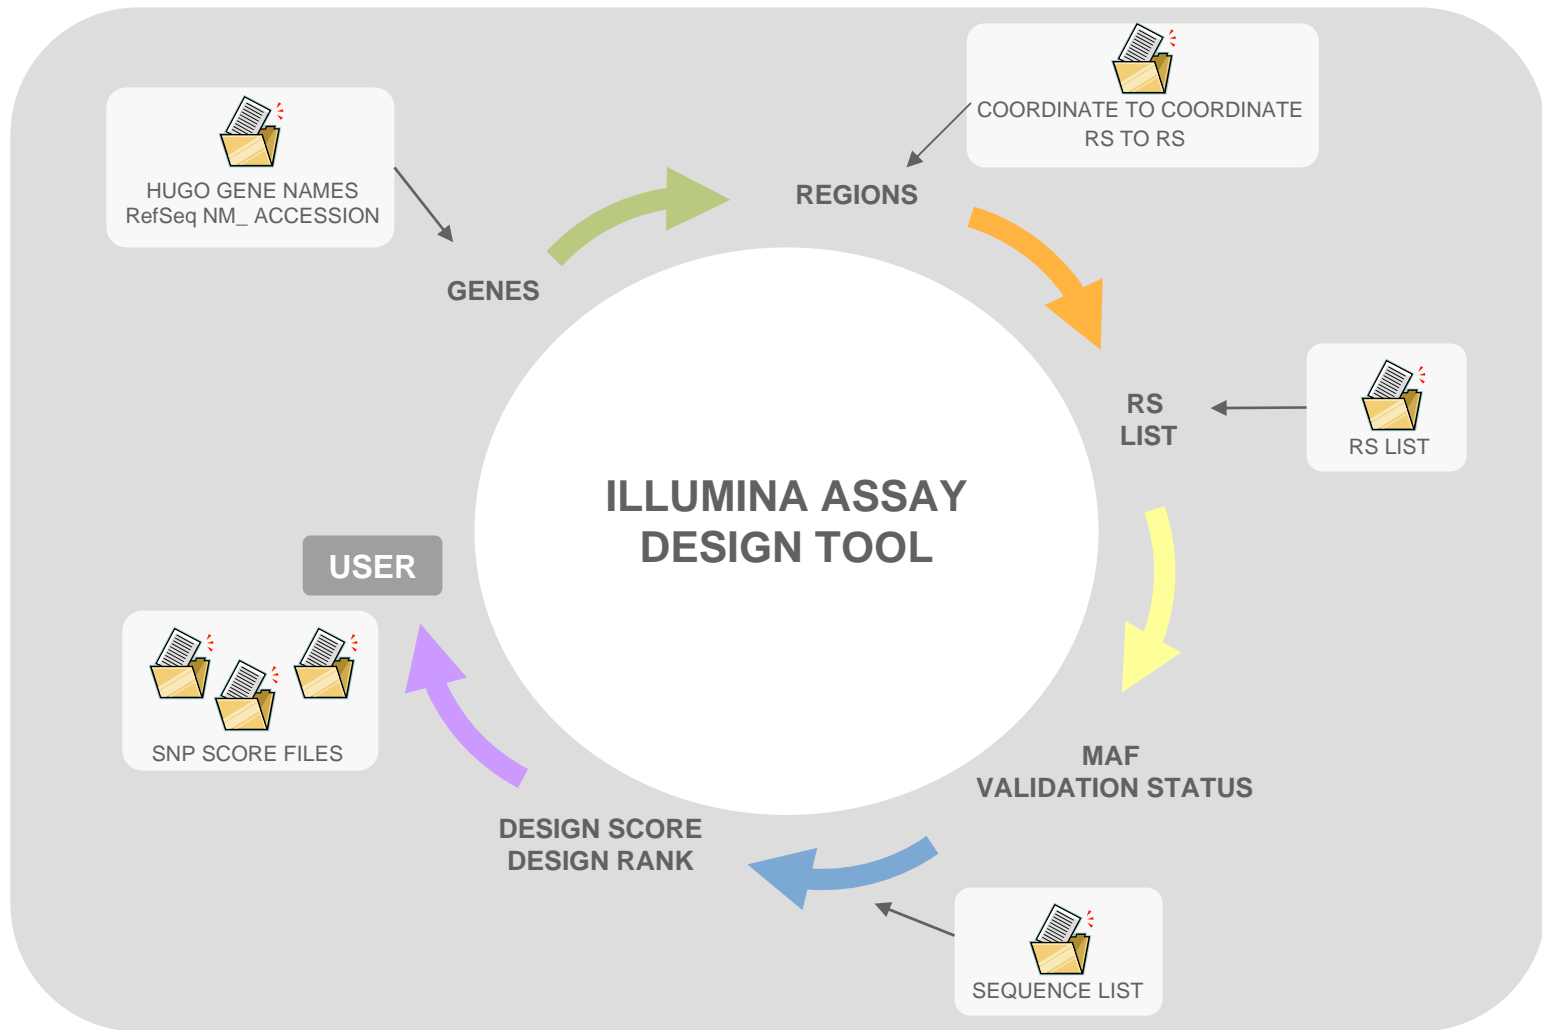 COORDINATE TO COORDINATE
RS TO RS
HUGO GENE NAMES
RefSeq NM_ ACCESSION
REGIONS
GENES
RS
LIST
RS LIST
ILLUMINA ASSAY
DESIGN TOOL
USER
SNP SCORE FILES
MAF
VALIDATION STATUS
DESIGN SCORE
DESIGN RANK
SEQUENCE LIST